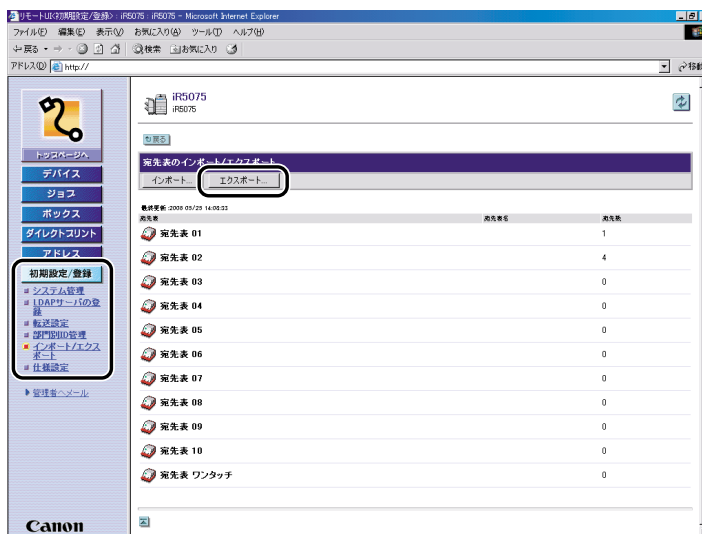 リモートUI<初期設定/登録> : iR5075 : iR5075 - Microsoft Internet Explorer
ファイル(F) 編集(E) 表示(V) お気に入り(A) ツール(T) ヘルプ(H)
戻る 検索 お気に入り
アドレス(D) http:// 移動
iR5075
iR5075
戻る
トップページへ
デバイス
ジョブ
ボックス
ダイレクトプリント
アドレス
初期設定/登録
システム管理
LDAPサーバの登
録
転送設定
部門別ID管理
インポート/エクス
ポート
仕様設定
管理者へメール
Canon
宛先表のインポート/エクスポート
インポート... エクスポート...
最終更新 :2008 05/25 14:06:53
宛先表 宛先表名 宛先数
宛先表 01 1
宛先表 02 4
宛先表 03 0
宛先表 04 0
宛先表 05 0
宛先表 06 0
宛先表 07 0
宛先表 08 0
宛先表 09 0
宛先表 10 0
宛先表 ワンタッチ 0